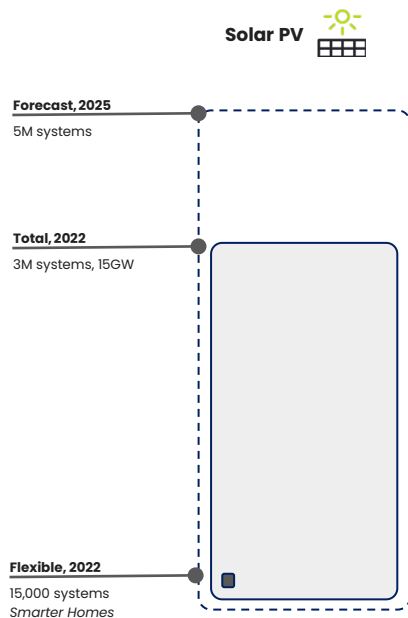 Solar PV
Forecast, 2025
5M systems
Total, 2022
3M systems, 15GW
Flexible, 2022
15,000 systems
Smarter Homes